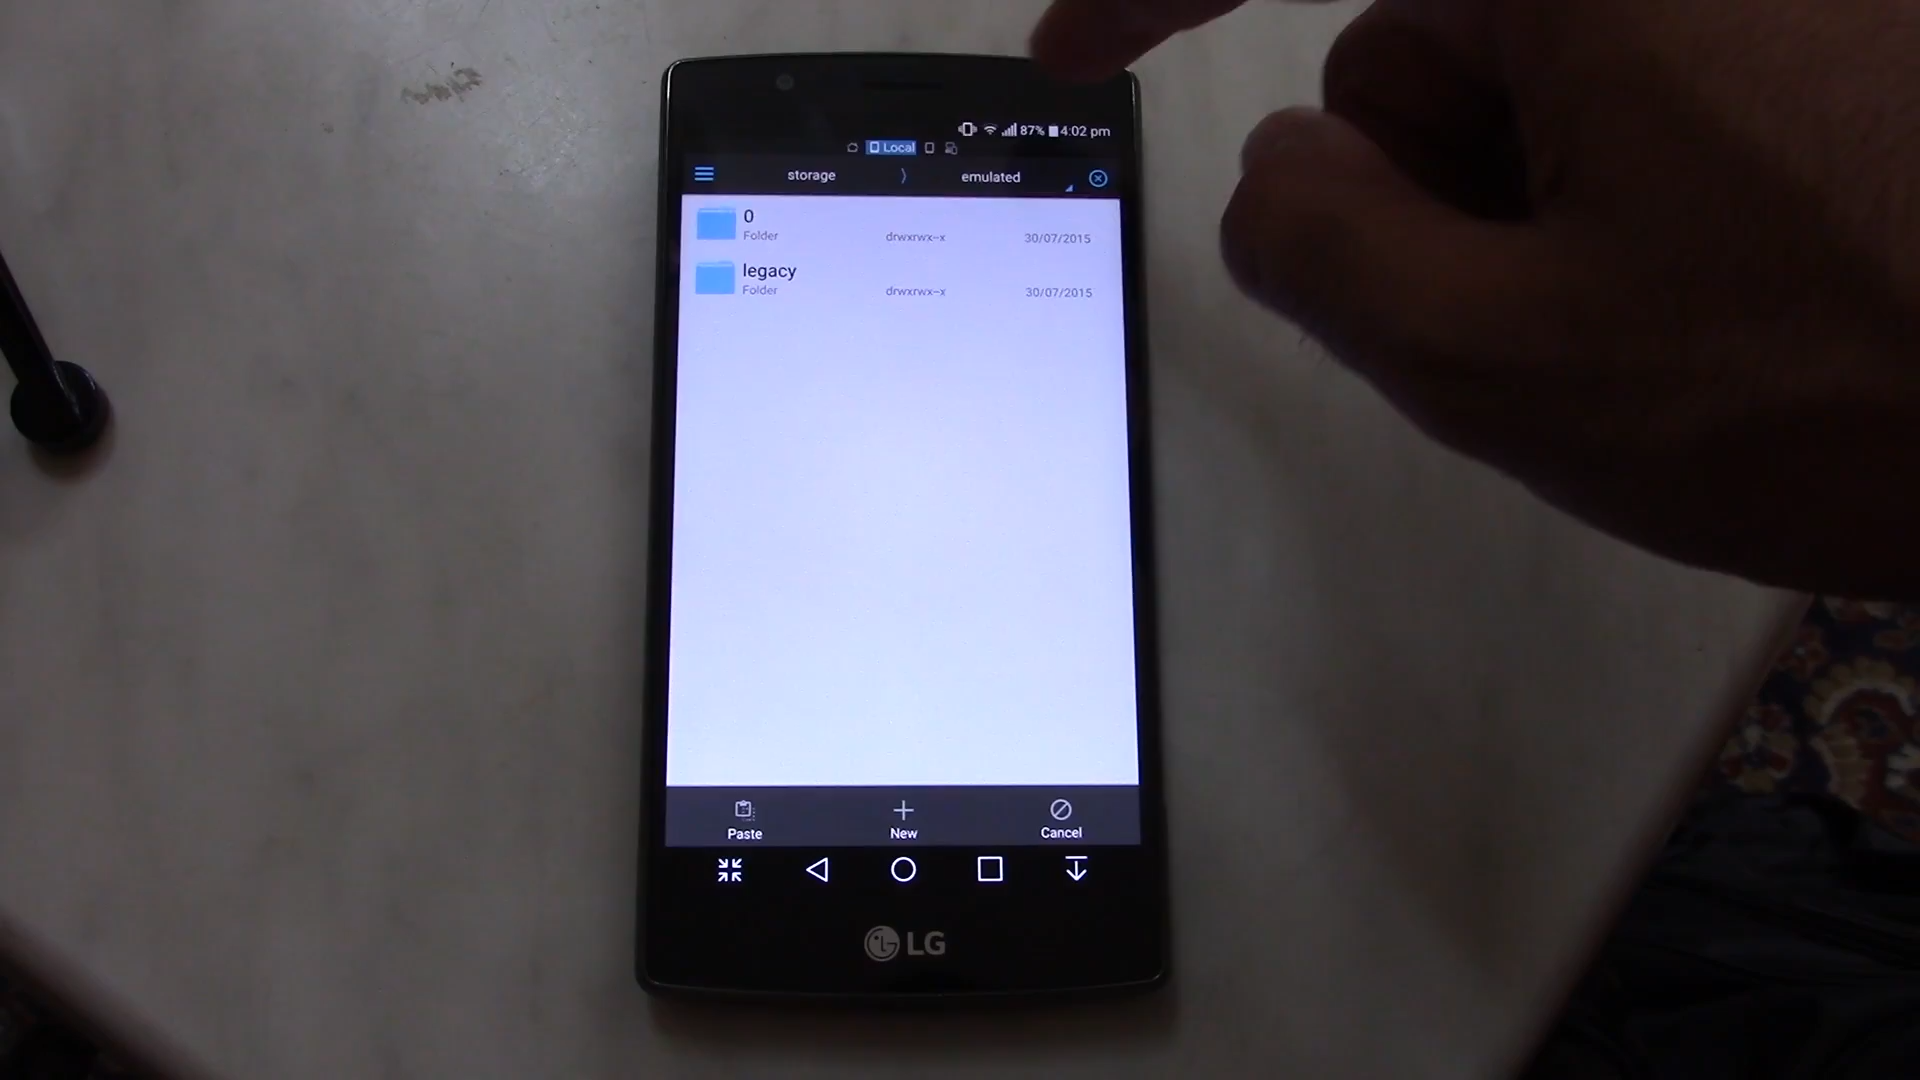 87% 4:02 pm
Local
storage 〉 emulated
0
Folder drwxrwx--x 30/07/2015
legacy
Folder drwxrwx--x 30/07/2015
Paste New Cancel
LG